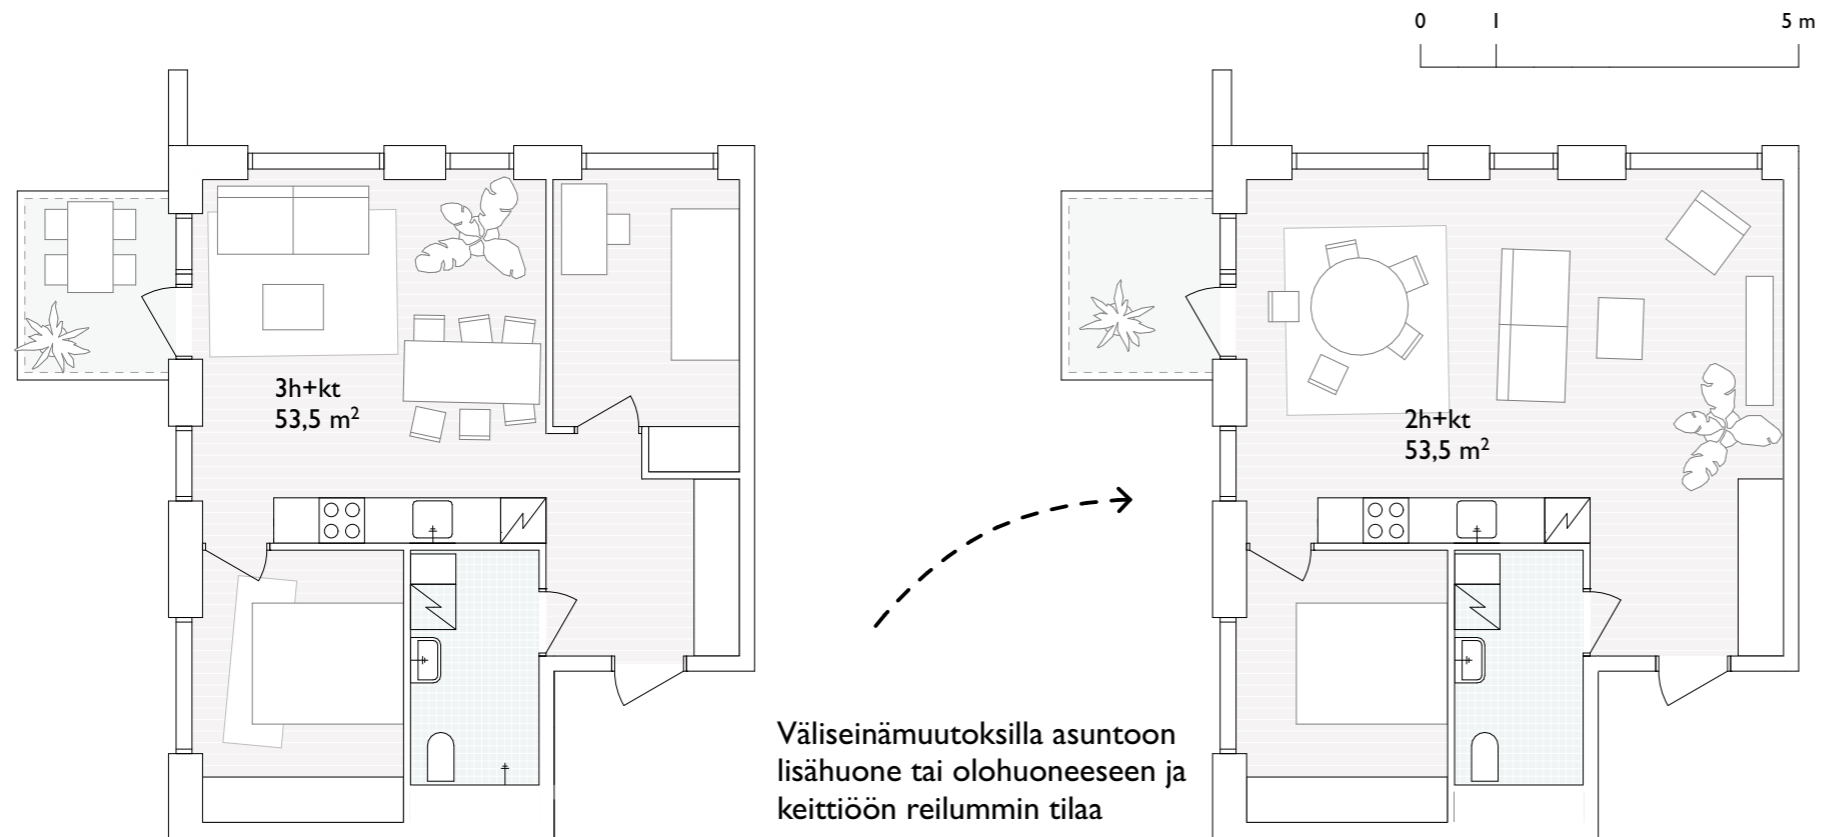 0 1 5 m
3h+kt
53,5 m²
2h+kt
53,5 m²
Väliseinämuutoksilla asuntoon
lisähuone tai olohuoneeseen ja
keittiöön reilummin tilaa